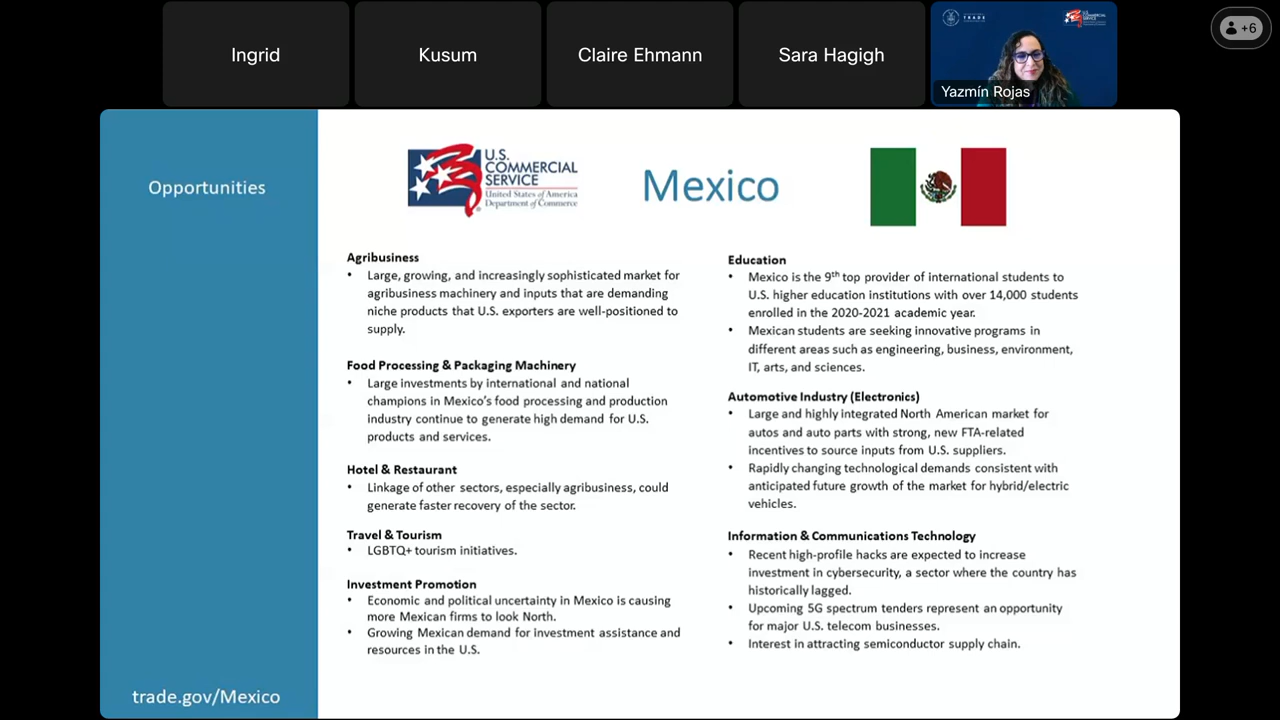 Ingrid
Kusum
Claire Ehmann
Sara Hagigh
TRADE
Yazmín Rojas
+6
Opportunities
U.S.
COMMERCIAL
SERVICE
United States of America
Department of Commerce
Mexico
Agribusiness
• Large, growing, and increasingly sophisticated market for
agribusiness machinery and inputs that are demanding
niche products that U.S. exporters are well-positioned to
supply.
Food Processing & Packaging Machinery
• Large investments by international and national
champions in Mexico's food processing and production
industry continue to generate high demand for U.S.
products and services.
Hotel & Restaurant
• Linkage of other sectors, especially agribusiness, could
generate faster recovery of the sector.
Travel & Tourism
• LGBTQ+ tourism initiatives.
Investment Promotion
• Economic and political uncertainty in Mexico is causing
more Mexican firms to look North.
• Growing Mexican demand for investment assistance and
resources in the U.S.
Education
• Mexico is the 9th top provider of international students to
U.S. higher education institutions with over 14,000 students
enrolled in the 2020-2021 academic year.
• Mexican students are seeking innovative programs in
different areas such as engineering, business, environment,
IT, arts, and sciences.
Automotive Industry (Electronics)
• Large and highly integrated North American market for
autos and auto parts with strong, new FTA-related
incentives to source inputs from U.S. suppliers.
• Rapidly changing technological demands consistent with
anticipated future growth of the market for hybrid/electric
vehicles.
Information & Communications Technology
• Recent high-profile hacks are expected to increase
investment in cybersecurity, a sector where the country has
historically lagged.
• Upcoming 5G spectrum tenders represent an opportunity
for major U.S. telecom businesses.
• Interest in attracting semiconductor supply chain.
trade.gov/Mexico